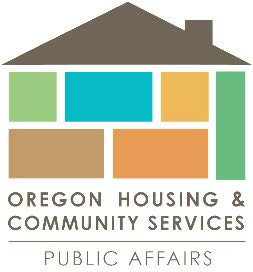 OREGON HOUSING &
COMMUNITY SERVICES
PUBLIC AFFAIRS